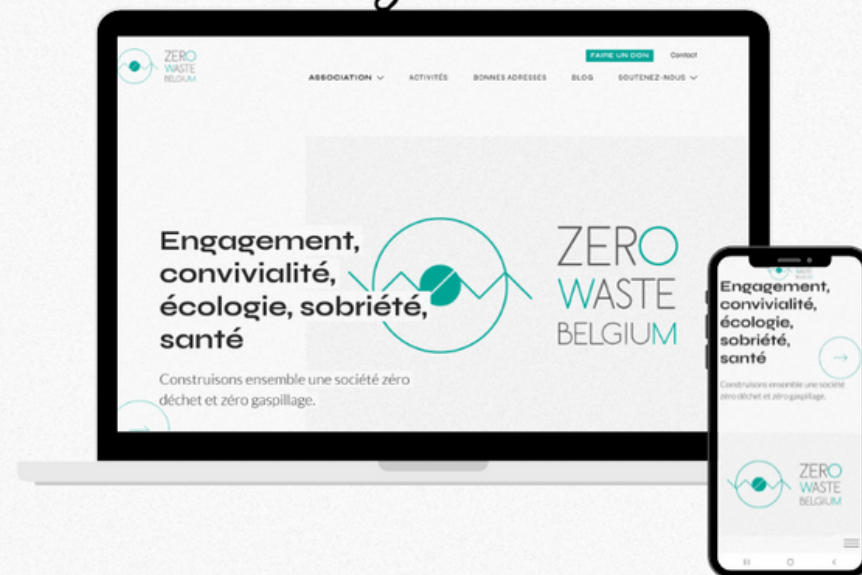 ZERO
WASTE
BELGIUM
FAIRE UN DON
Contact
ASSOCIATION
ACTIVITÉS
BONNES ADRESSES
BLOG
SOUTENEZ-NOUS
Engagement,
convivialité,
écologie, sobriété,
santé
Construisons ensemble une société zéro
déchet et zéro gaspillage.
ZERO
WASTE
BELGIUM
Engagement,
convivialité,
écologie,
sobriété,
santé
Construisons ensemble une société
zéro déchet et zéro gaspillage.
ZERO
WASTE
BELGIUM